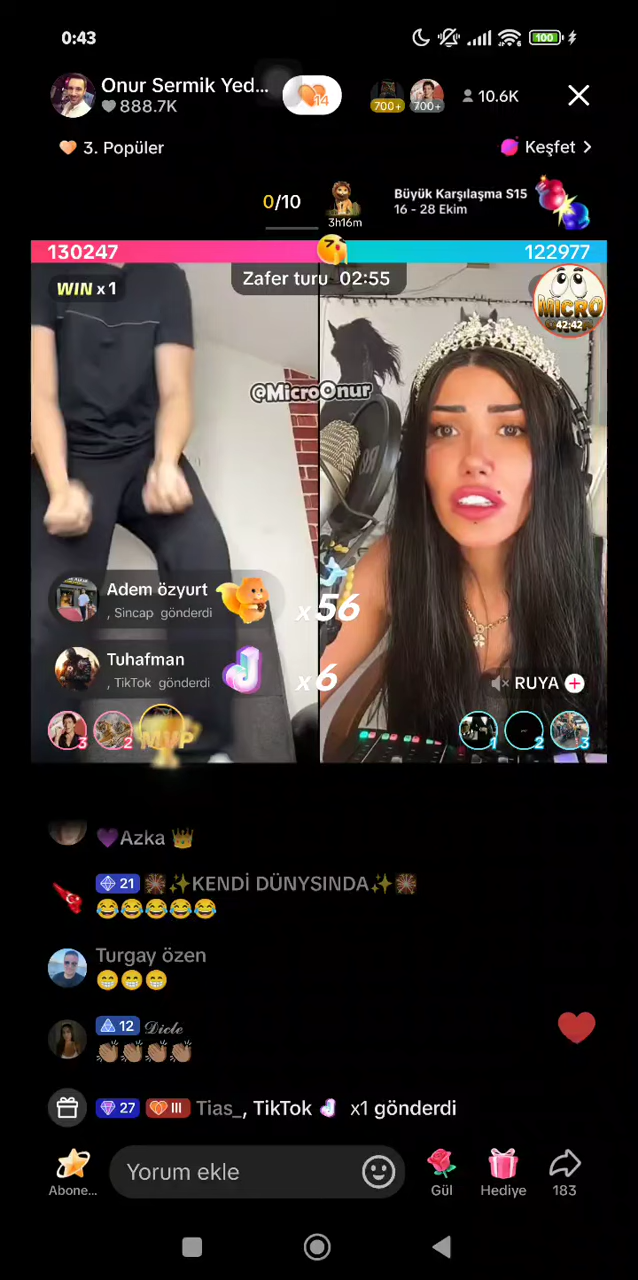 0:43
100
Onur Sermik Yed...
888.7K
14
700+
700+
10.6K
3. Popüler
Keşfet
0/10
3h16m
Büyük Karşılaşma S15
16 - 28 Ekim
130247
122977
Zafer turu 02:55
WIN x 1
MICRO
42:42
@MicroOnur
Adem özyurt
, Sincap gönderdi
x56
Tuhafman
, TikTok gönderdi
x6
RUYA
3
2
MVP
1
2
3
💜Azka 👑
21 🎇✨KENDİ DÜNYSINDA✨🎇
😂😂😂😂😂
Turgay özen
😁😁😁
12 𝒟𝒾𝒸𝓁𝑒
👏🏽👏🏽👏🏽👏🏽
27 III Tias_, TikTok x1 gönderdi
Yorum ekle
Abone...
Gül
Hediye
183